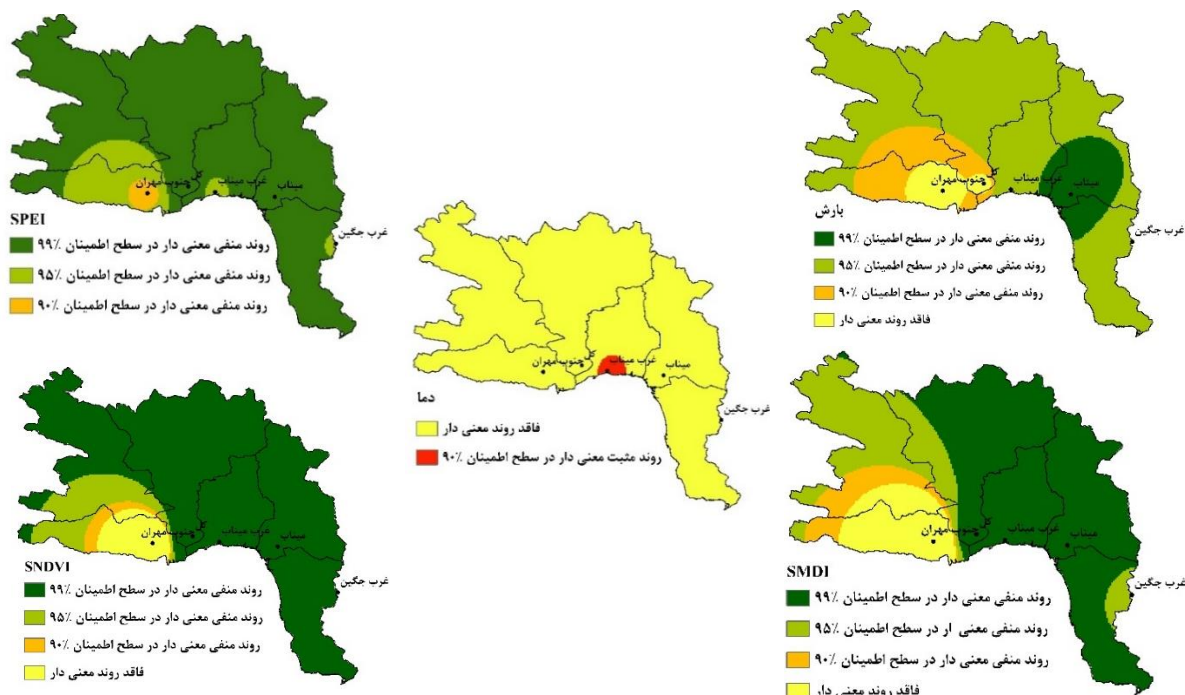 جنوب مهران
گل
غرب میناب
میناب
غرب جگین
SPEI
روند منفی معنی دار در سطح اطمینان ۹۹٪
روند منفی معنی دار در سطح اطمینان ۹۵٪
روند منفی معنی دار در سطح اطمینان ۹۰٪
جنوب مهران
گل
غرب میناب
میناب
غرب جگین
بارش
روند منفی معنی دار در سطح اطمینان ۹۹٪
روند منفی معنی دار در سطح اطمینان ۹۵٪
روند منفی معنی دار در سطح اطمینان ۹۰٪
فاقد روند معنی دار
جنوب مهران
گل
غرب میناب
میناب
غرب جگین
دما
فاقد روند معنی دار
روند مثبت معنی دار در سطح اطمینان ۹۰٪
جنوب مهران
گل
غرب میناب
میناب
غرب جگین
SNDVI
روند منفی معنی دار در سطح اطمینان ۹۹٪
روند منفی معنی دار در سطح اطمینان ۹۵٪
روند منفی معنی دار در سطح اطمینان ۹۰٪
فاقد روند معنی دار
جنوب مهران
گل
غرب میناب
میناب
غرب جگین
SMDI
روند منفی معنی دار در سطح اطمینان ۹۹٪
روند منفی معنی ار در سطح اطمینان ۹۵٪
روند منفی معنی دار در سطح اطمینان ۹۰٪
فاقد روند معنی دار